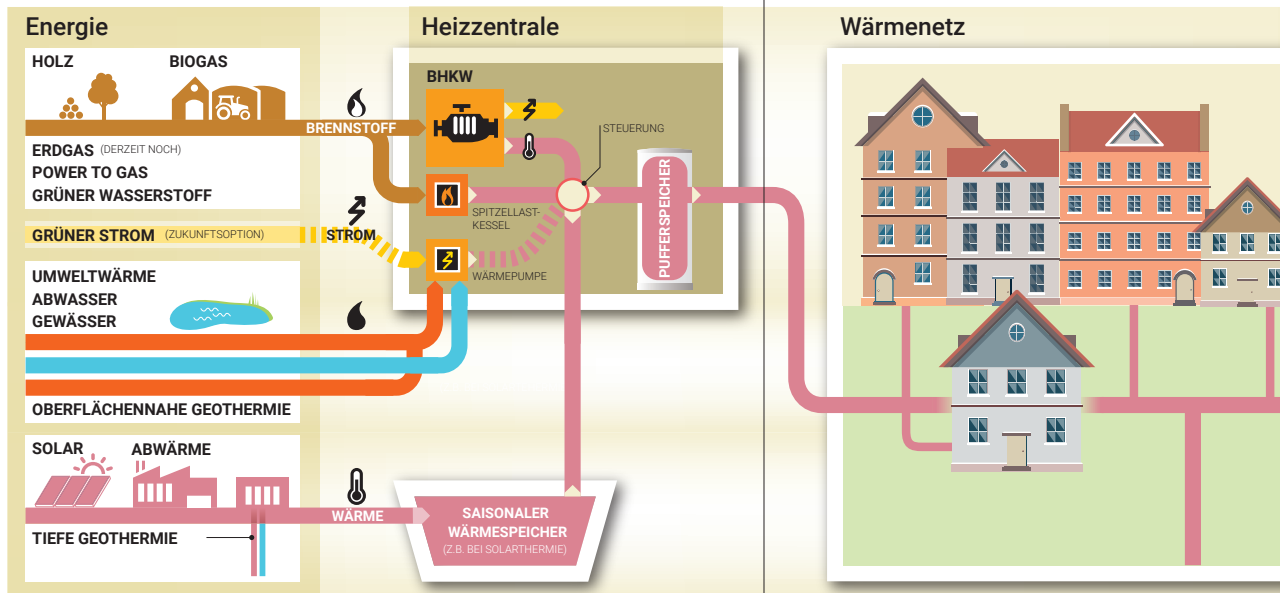 Energie
HOLZ
BIOGAS
BRENNSTOFF
ERDGAS (DERZEIT NOCH)
POWER TO GAS
GRÜNER WASSERSTOFF
GRÜNER STROM (ZUKUNFTSOPTION)
STROM
UMWELTWÄRME
ABWASSER
GEWÄSSER
OBERFLÄCHENNAHE GEOTHERMIE
SOLAR
ABWÄRME
WÄRME
TIEFE GEOTHERMIE
Heizzentrale
BHKW
STEUERUNG
SPITZELLAST-
KESSEL
WÄRMEPUMPE
PUFFERSPEICHER
SAISONALER
WÄRMESPEICHER
(Z.B. BEI SOLARTHERMIE)
Wärmenetz